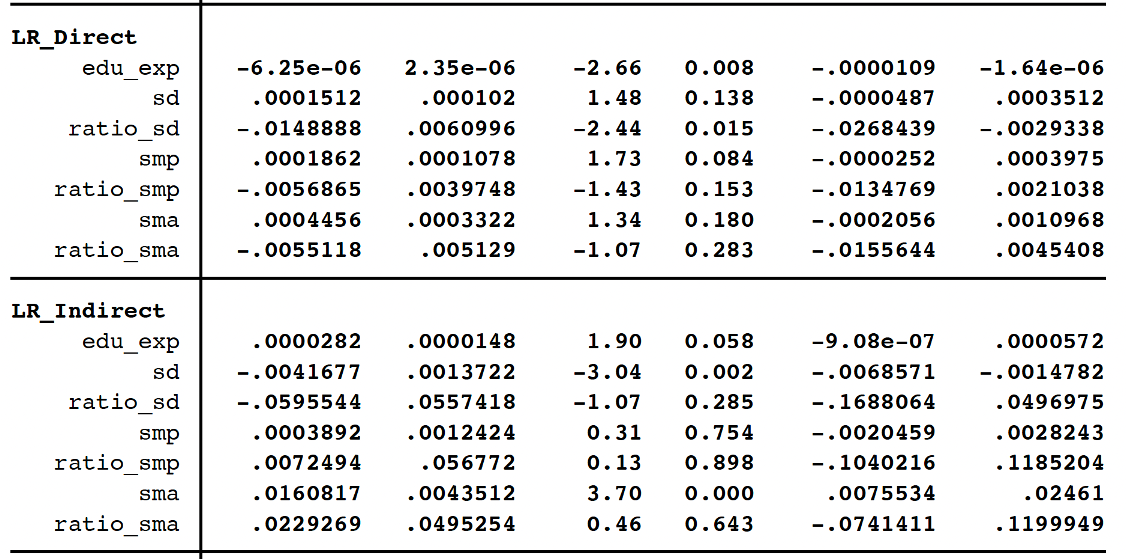 LR_Direct
edu_exp -6.25e-06 2.35e-06 -2.66 0.008 -.0000109 -1.64e-06
sd .0001512 .000102 1.48 0.138 -.0000487 .0003512
ratio_sd -.0148888 .0060996 -2.44 0.015 -.0268439 -.0029338
smp .0001862 .0001078 1.73 0.084 -.0000252 .0003975
ratio_smp -.0056865 .0039748 -1.43 0.153 -.0134769 .0021038
sma .0004456 .0003322 1.34 0.180 -.0002056 .0010968
ratio_sma -.0055118 .005129 -1.07 0.283 -.0155644 .0045408
LR_Indirect
edu_exp .0000282 .0000148 1.90 0.058 -9.08e-07 .0000572
sd -.0041677 .0013722 -3.04 0.002 -.0068571 -.0014782
ratio_sd -.0595544 .0557418 -1.07 0.285 -.1688064 .0496975
smp .0003892 .0012424 0.31 0.754 -.0020459 .0028243
ratio_smp .0072494 .056772 0.13 0.898 -.1040216 .1185204
sma .0160817 .0043512 3.70 0.000 .0075534 .02461
ratio_sma .0229269 .0495254 0.46 0.643 -.0741411 .1199949